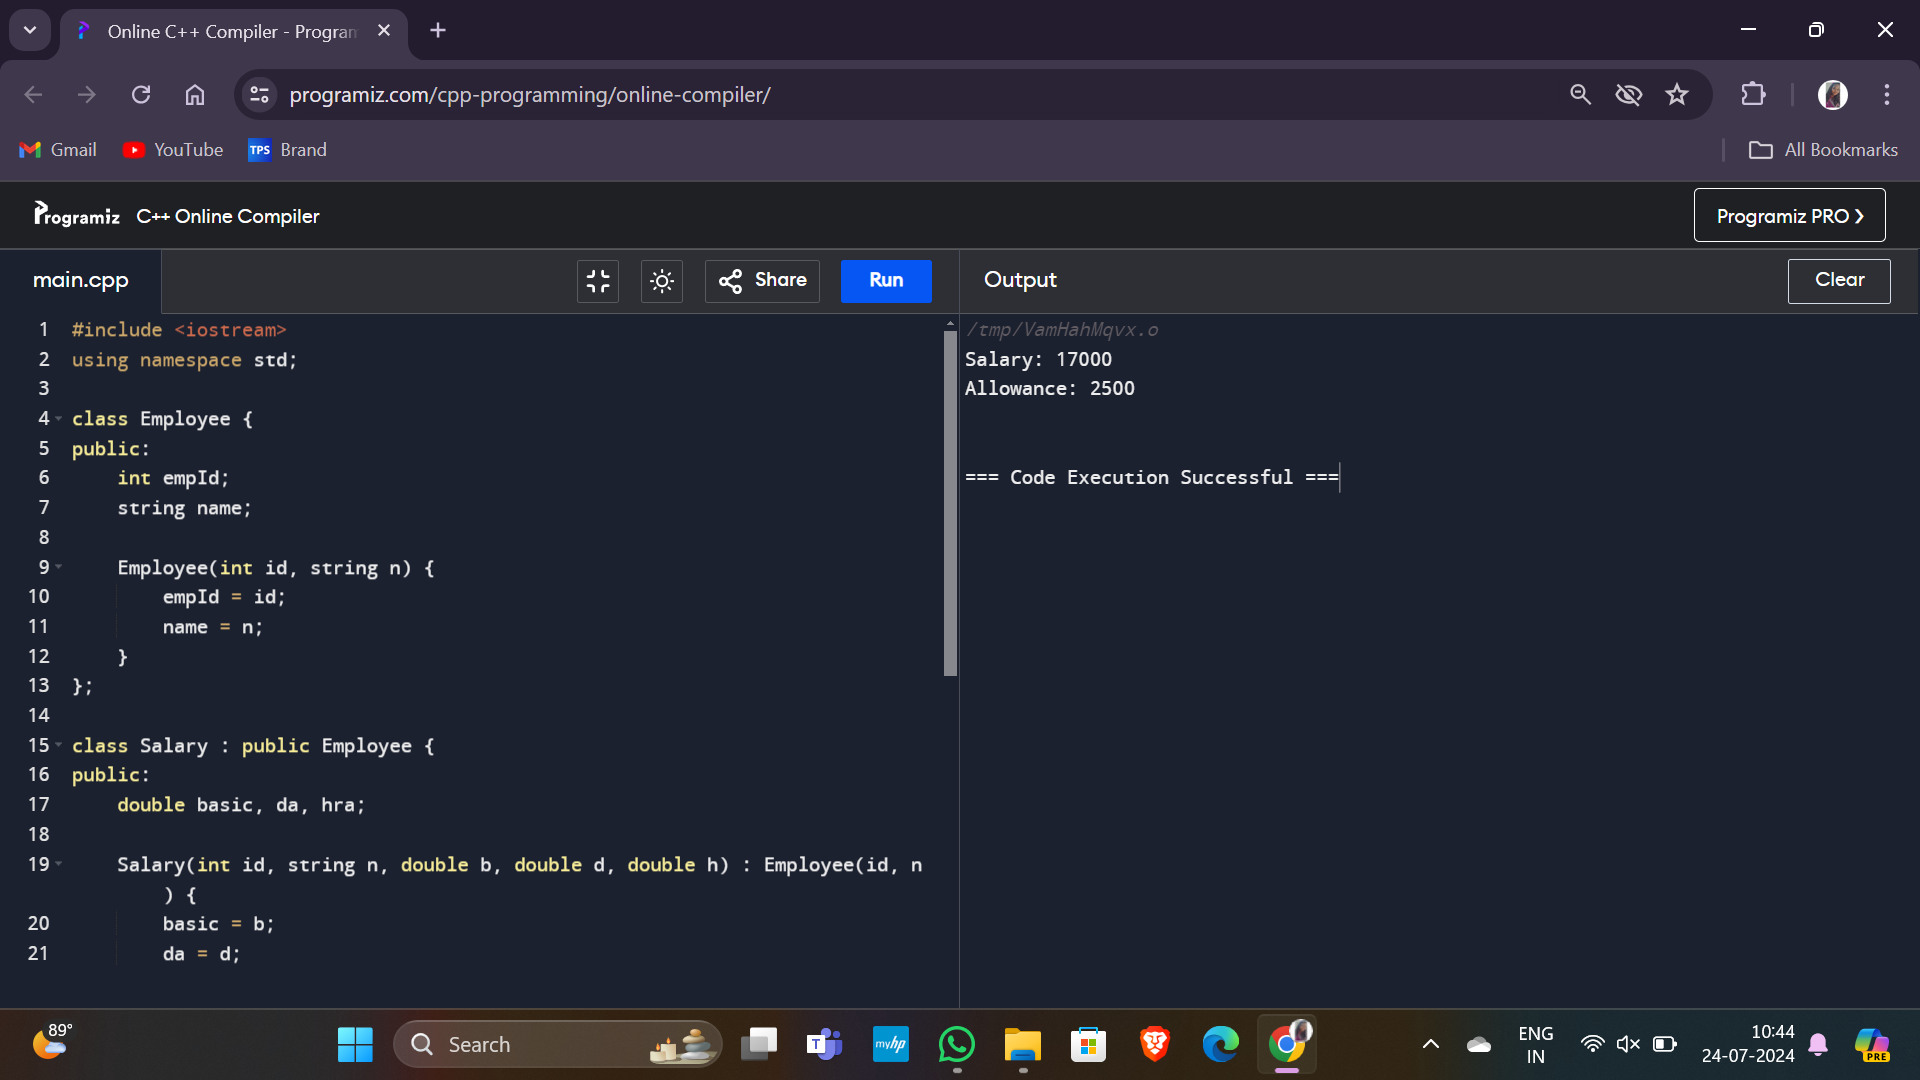 Online C++ Compiler - Program
programiz.com/cpp-programming/online-compiler/
Gmail
YouTube
TPS Brand
All Bookmarks
Programiz C++ Online Compiler
Programiz PRO ❯
main.cpp
Share
Run
Output
Clear
1 #include <iostream>
2 using namespace std;
3
4 class Employee {
5 public:
6     int empId;
7     string name;
8
9     Employee(int id, string n) {
10         empId = id;
11         name = n;
12     }
13 };
14
15 class Salary : public Employee {
16 public:
17     double basic, da, hra;
18
19     Salary(int id, string n, double b, double d, double h) : Employee(id, n
        ) {
20         basic = b;
21         da = d;
/tmp/VamHahMqvx.o
Salary: 17000
Allowance: 2500
=== Code Execution Successful ===
89°
Search
T
myhp
ENG
IN
10:44
24-07-2024
PRE